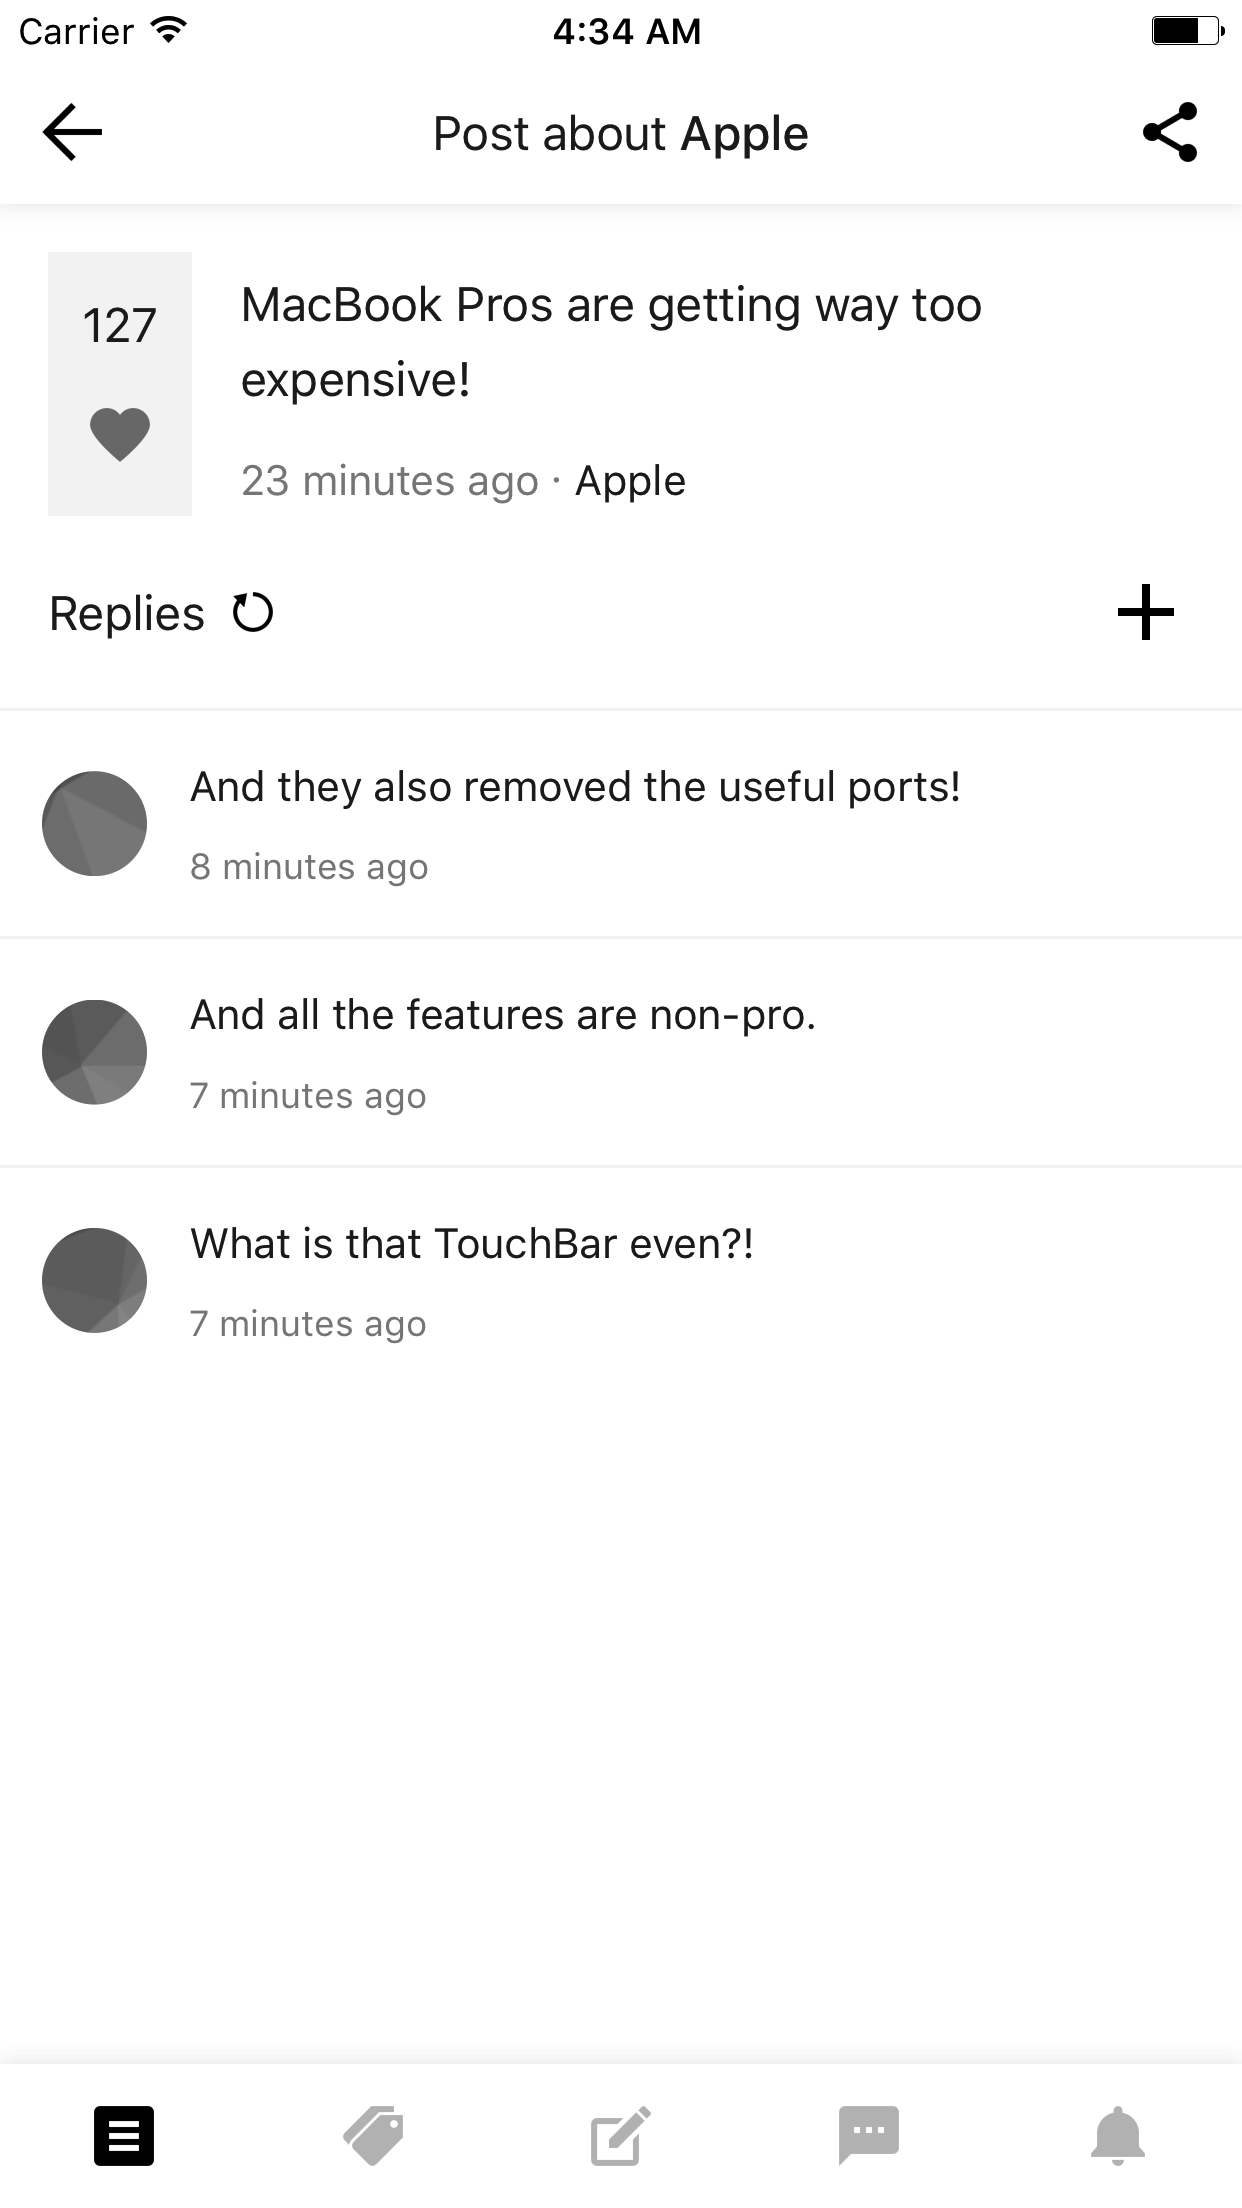 Carrier 4:34 AM
Post about Apple
127
MacBook Pros are getting way too
expensive!
23 minutes ago · Apple
Replies
And they also removed the useful ports!
8 minutes ago
And all the features are non-pro.
7 minutes ago
What is that TouchBar even?!
7 minutes ago